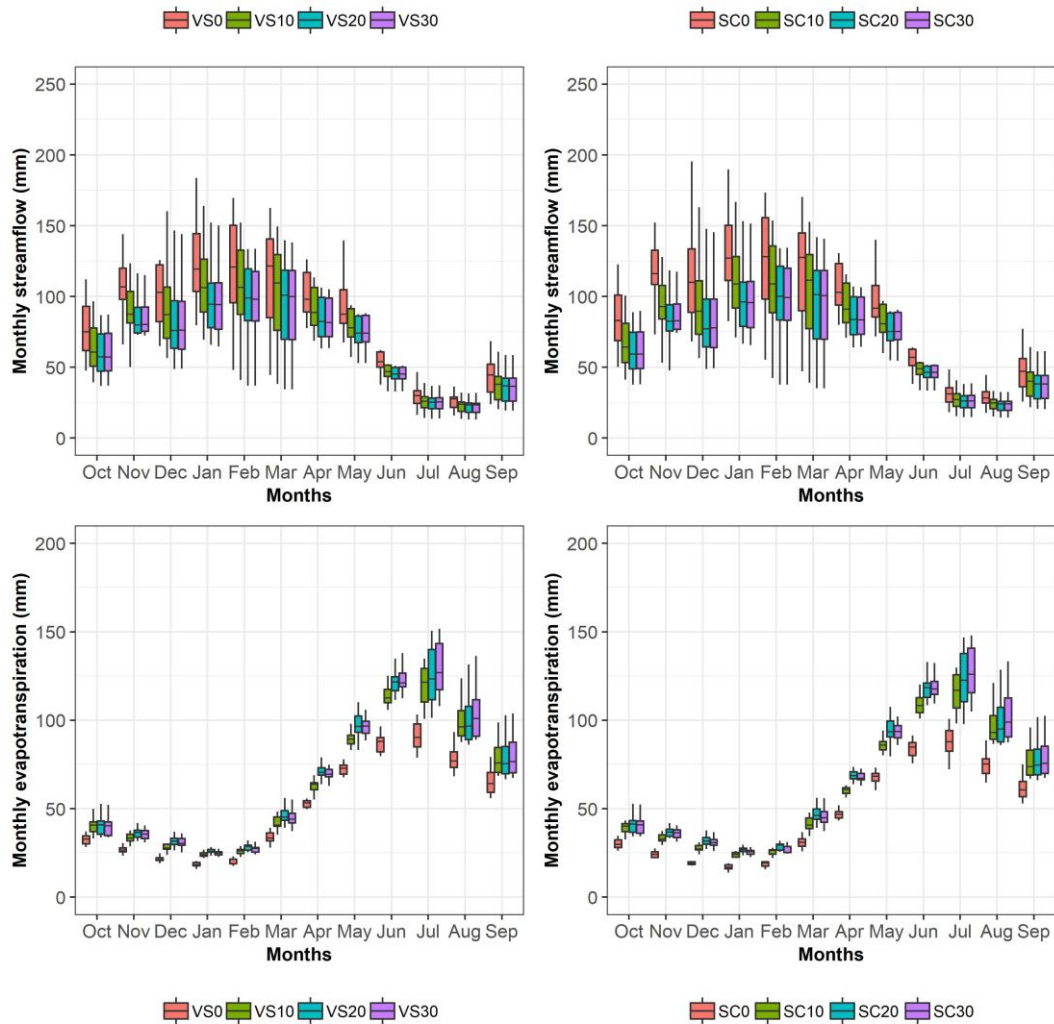 VS0 VS10 VS20 VS30
SC0 SC10 SC20 SC30
Monthly streamflow (mm)
250
200
150
100
50
0
Oct Nov Dec Jan Feb Mar Apr May Jun Jul Aug Sep
Months
Monthly streamflow (mm)
250
200
150
100
50
0
Oct Nov Dec Jan Feb Mar Apr May Jun Jul Aug Sep
Months
Monthly evapotranspiration (mm)
200
150
100
50
0
Oct Nov Dec Jan Feb Mar Apr May Jun Jul Aug Sep
Months
Monthly evapotranspiration (mm)
200
150
100
50
0
Oct Nov Dec Jan Feb Mar Apr May Jun Jul Aug Sep
Months
VS0 VS10 VS20 VS30
SC0 SC10 SC20 SC30